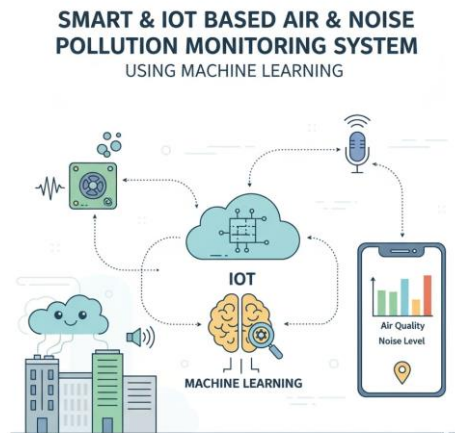 SMART & IOT BASED AIR & NOISE
POLLUTION MONITORING SYSTEM
USING MACHINE LEARNING
IOT
Air Quality
Noise Level
MACHINE LEARNING